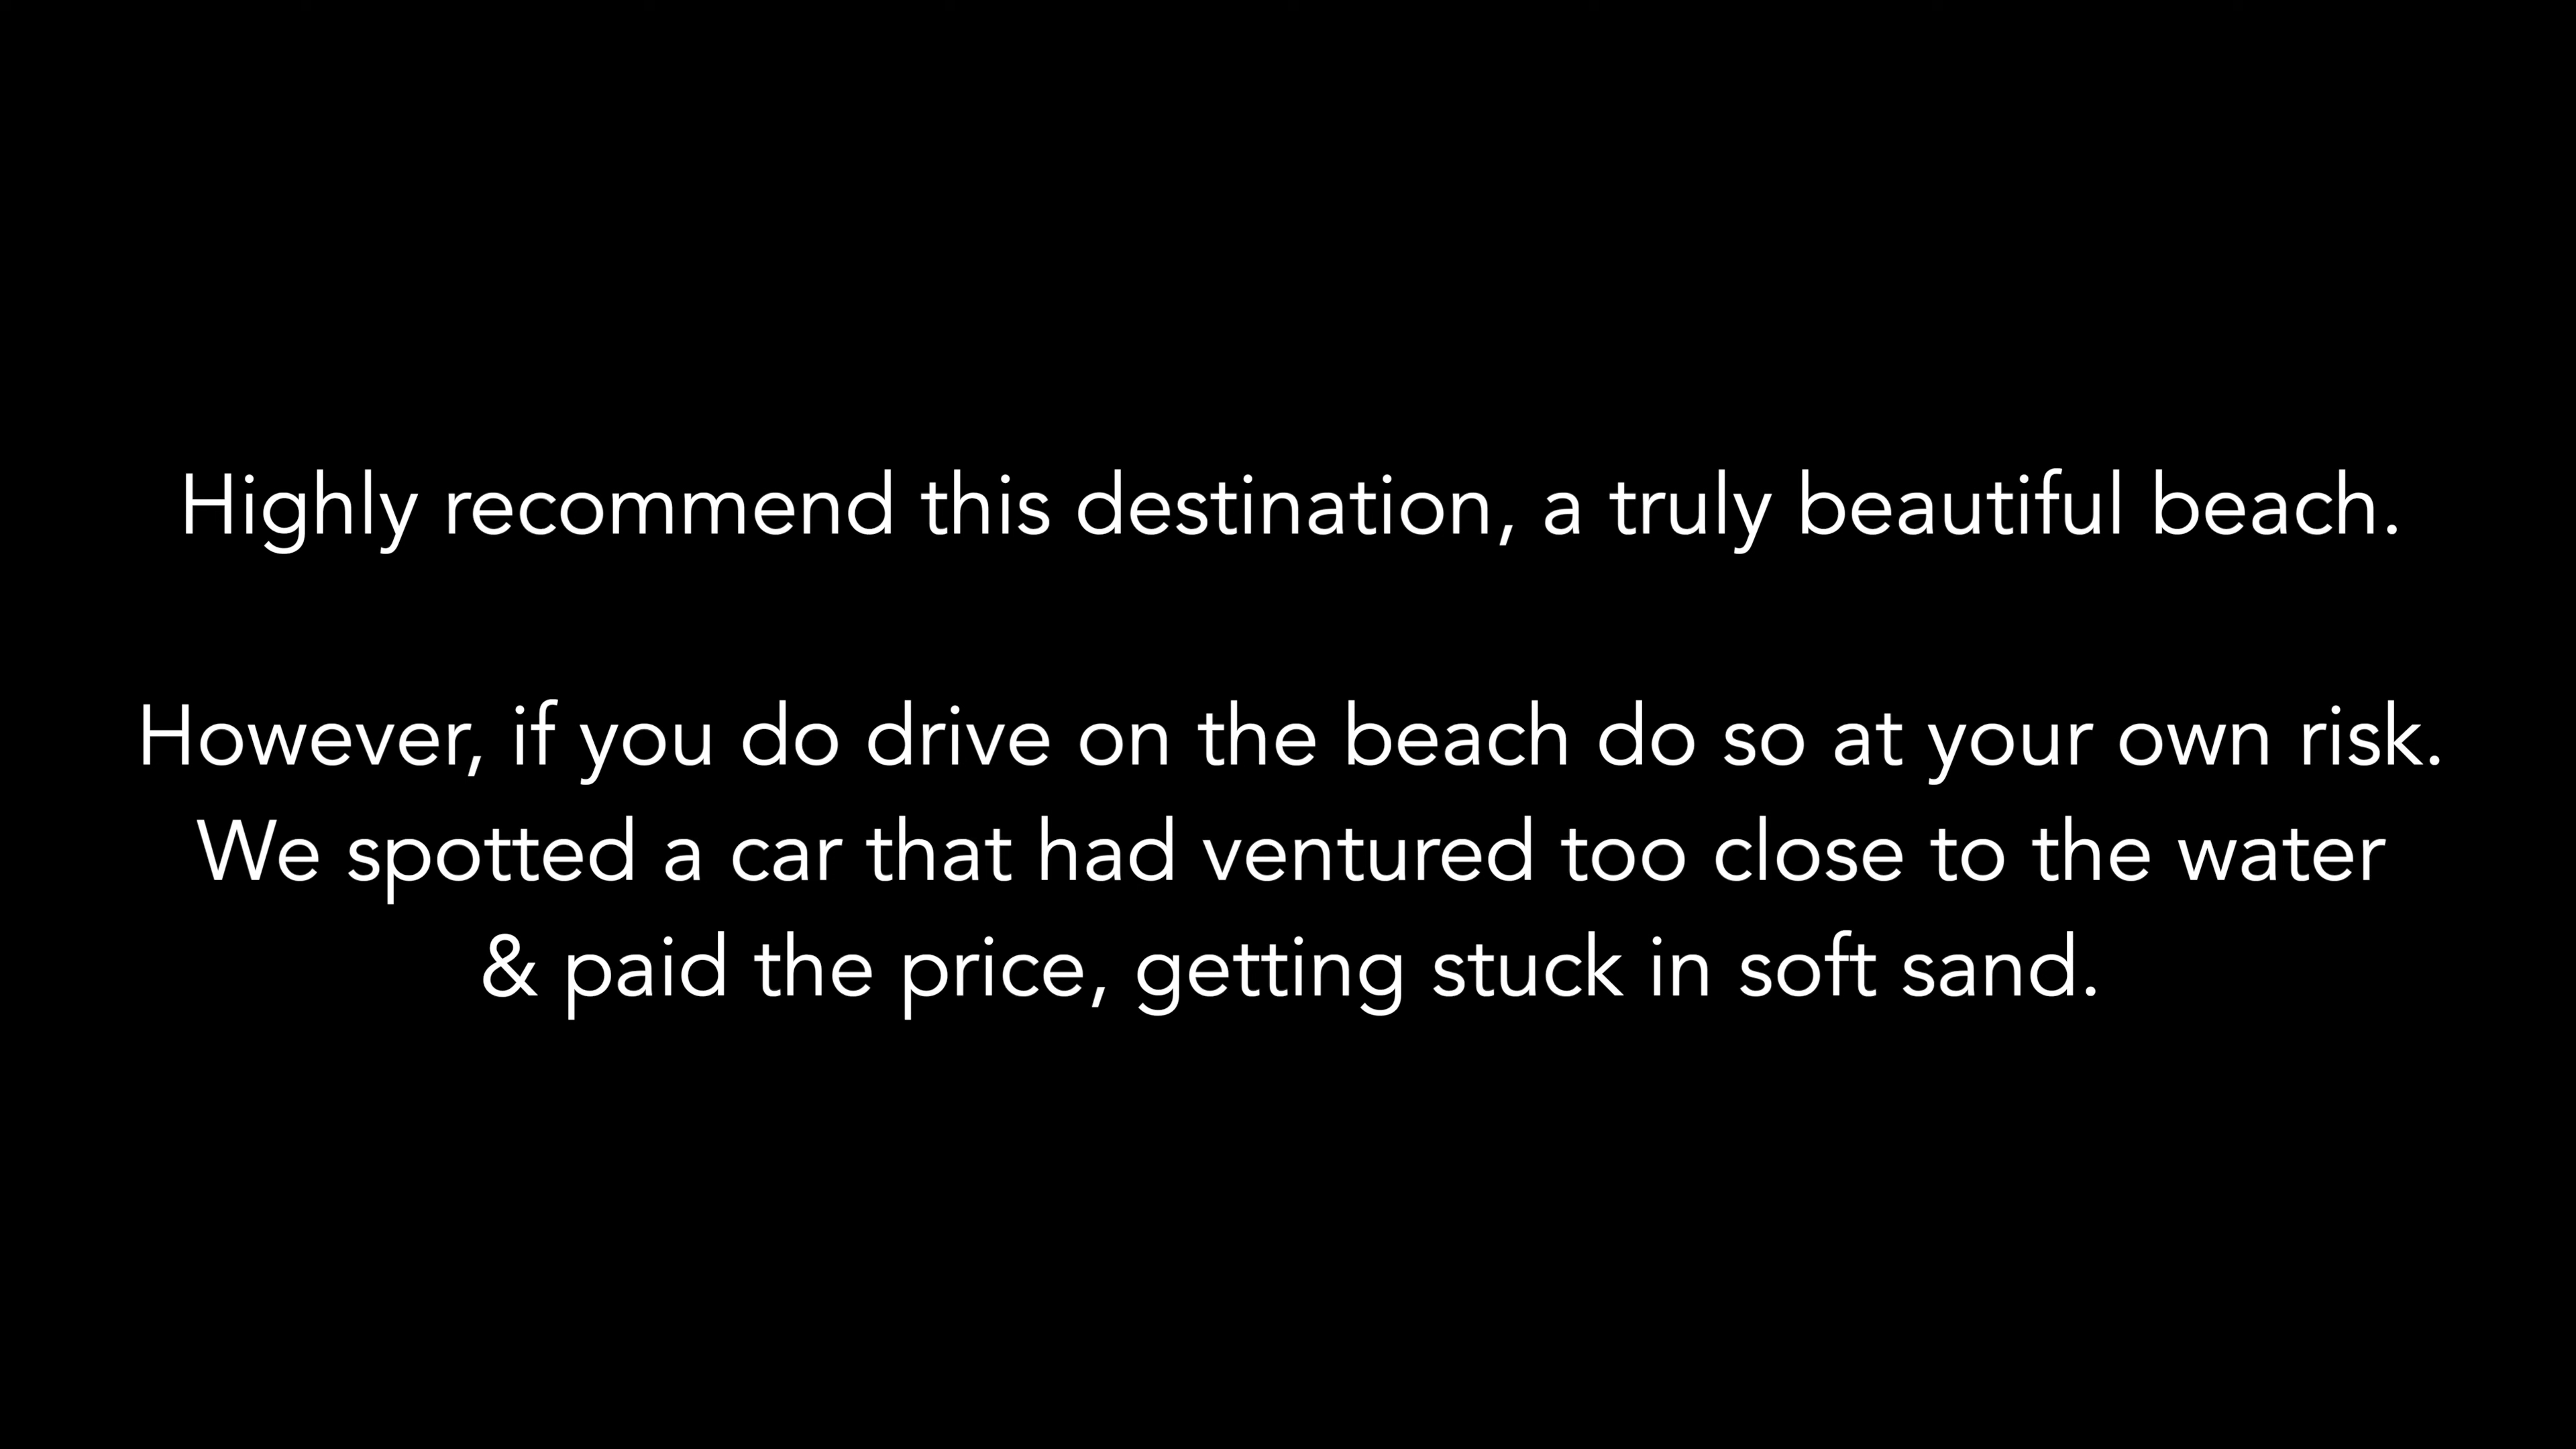 Highly recommend this destination, a truly beautiful beach.
However, if you do drive on the beach do so at your own risk.
We spotted a car that had ventured too close to the water
& paid the price, getting stuck in soft sand.